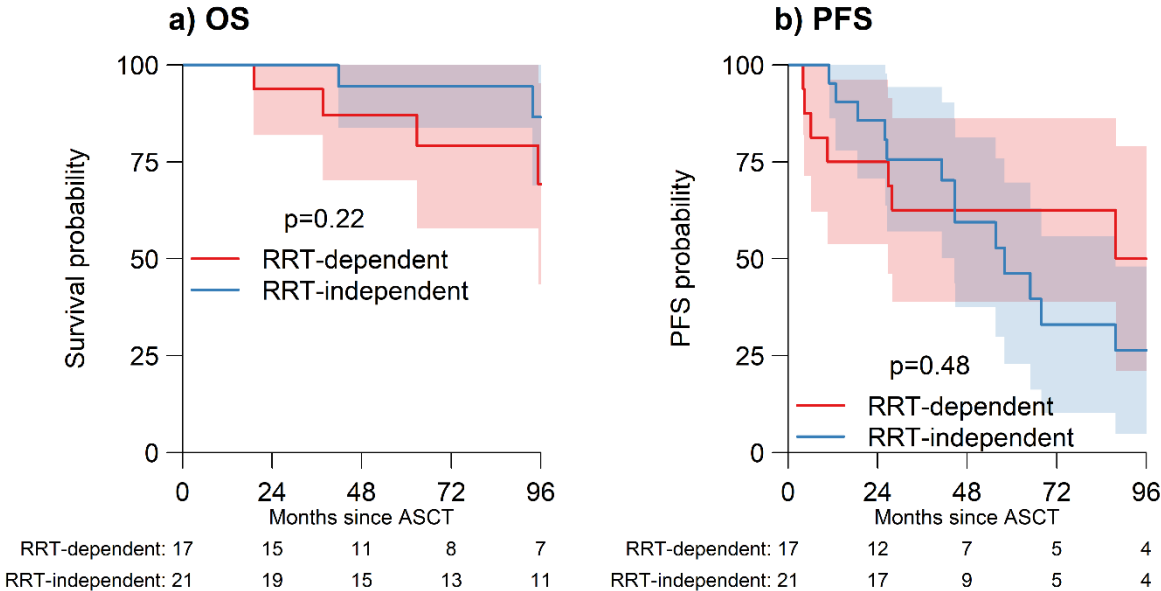 a) OS
Survival probability
100
75
50
25
0
p=0.22
RRT-dependent
RRT-independent
0 24 48 72 96
Months since ASCT
RRT-dependent: 17 15 11 8 7
RRT-independent: 21 19 15 13 11
b) PFS
PFS probability
100
75
50
25
0
p=0.48
RRT-dependent
RRT-independent
0 24 48 72 96
Months since ASCT
RRT-dependent: 17 12 7 5 4
RRT-independent: 21 17 9 5 4